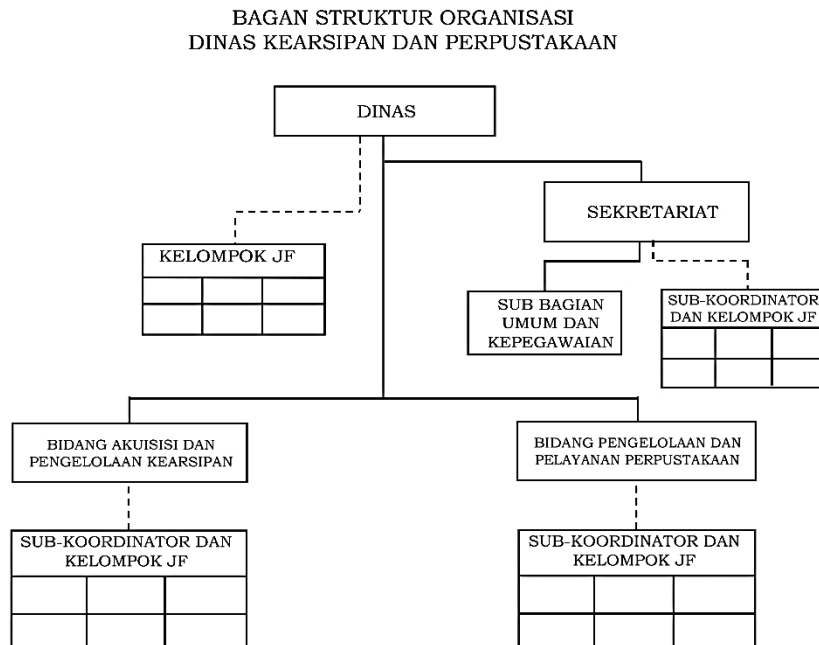 BAGAN STRUKTUR ORGANISASI
DINAS KEARSIPAN DAN PERPUSTAKAAN
DINAS
SEKRETARIAT
KELOMPOK JF
SUB BAGIAN
UMUM DAN
KEPEGAWAIAN
SUB-KOORDINATOR
DAN KELOMPOK JF
BIDANG AKUISISI DAN
PENGELOLAAN KEARSIPAN
BIDANG PENGELOLAAN DAN
PELAYANAN PERPUSTAKAAN
SUB-KOORDINATOR DAN
KELOMPOK JF
SUB-KOORDINATOR DAN
KELOMPOK JF